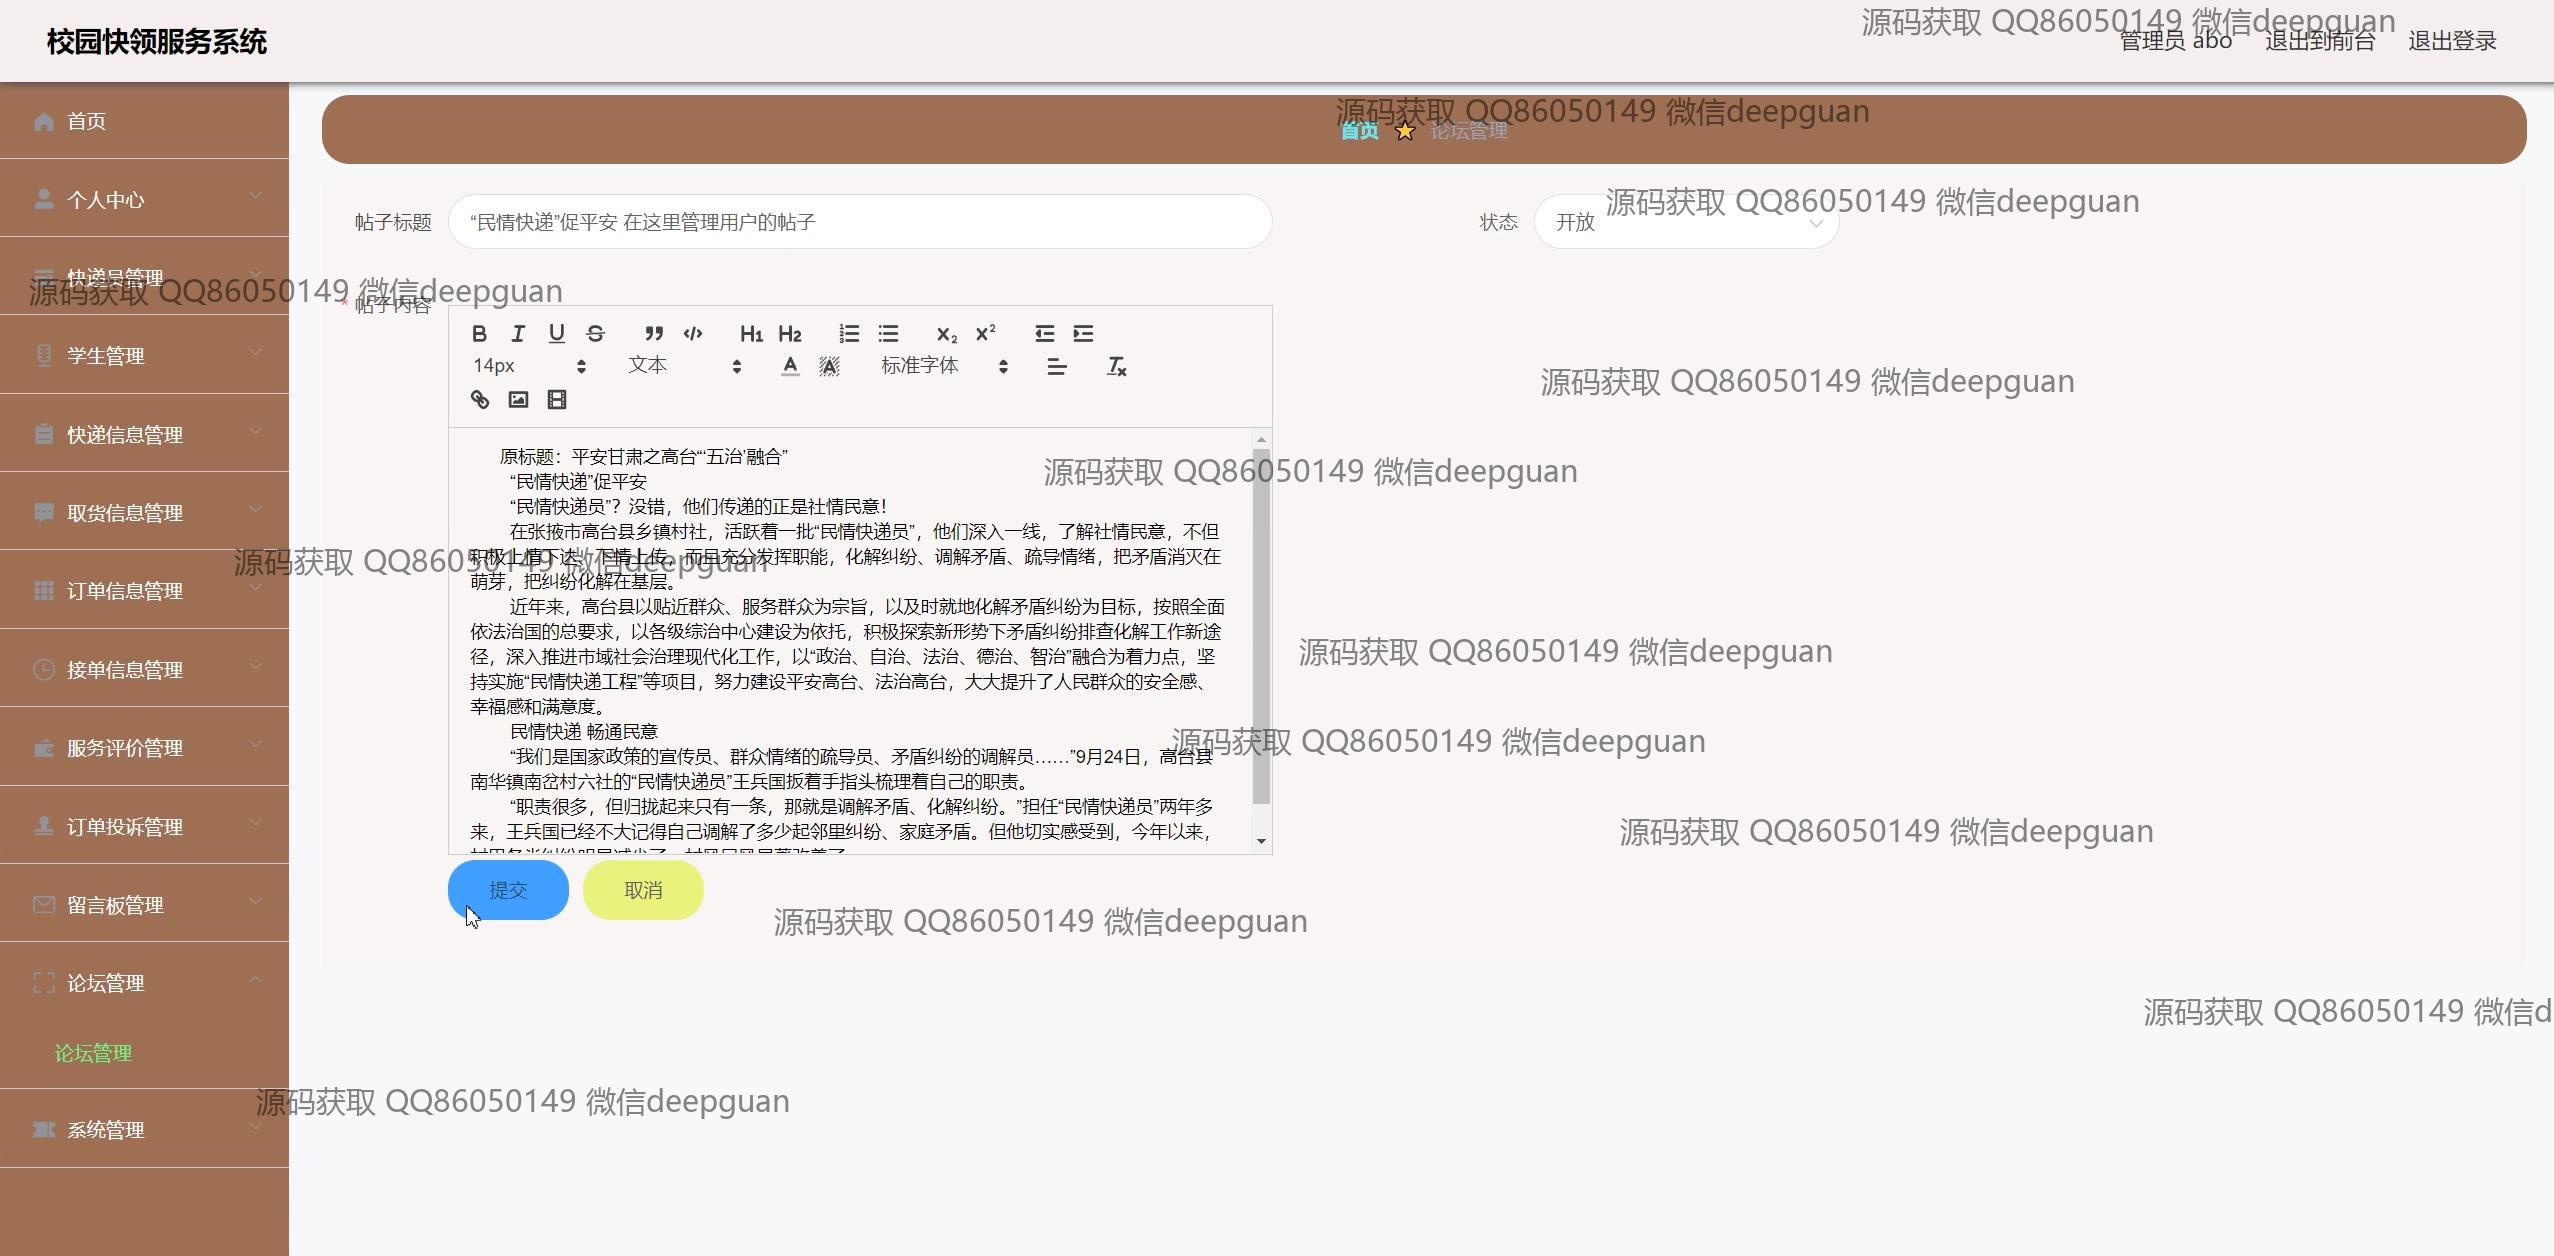 校园快领服务系统
源码获取 QQ86050149 微信deepguan
管理员 abo
退出到前台
退出登录
首页
个人中心
快递员管理
学生管理
快递信息管理
取货信息管理
订单信息管理
接单信息管理
服务评价管理
订单投诉管理
留言板管理
论坛管理
论坛管理
系统管理
源码获取 QQ86050149 微信deepguan
首页 论坛管理
帖子标题 “民情快递”促平安 在这里管理用户的帖子
状态 开放
源码获取 QQ86050149 微信deepguan
源码获取 QQ86050149 微信deepguan
* 帖子内容
B I U S H1 H2 X2 X2
14px 文本 A A 标准字体
源码获取 QQ86050149 微信deepguan
原标题：平安甘肃之高台“‘五治’融合”
源码获取 QQ86050149 微信deepguan
“民情快递”促平安
“民情快递员”？没错，他们传递的正是社情民意！
在张掖市高台县乡镇村社，活跃着一批“民情快递员”，他们深入一线，了解社情民意，不但
积极上情下达、下情上传，而且充分发挥职能，化解纠纷、调解矛盾、疏导情绪，把矛盾消灭在
源码获取 QQ86050149 微信deepguan
萌芽，把纠纷化解在基层。
近年来，高台县以贴近群众、服务群众为宗旨，以及时就地化解矛盾纠纷为目标，按照全面
依法治国的总要求，以各级综治中心建设为依托，积极探索新形势下矛盾纠纷排查化解工作新途
源码获取 QQ86050149 微信deepguan
径，深入推进市域社会治理现代化工作，以“政治、自治、法治、德治、智治”融合为着力点，坚
持实施“民情快递工程”等项目，努力建设平安高台、法治高台，大大提升了人民群众的安全感、
幸福感和满意度。
民情快递 畅通民意
源码获取 QQ86050149 微信deepguan
“我们是国家政策的宣传员、群众情绪的疏导员、矛盾纠纷的调解员……”9月24日，高台县
南华镇南岔村六社的“民情快递员”王兵国扳着手指头梳理着自己的职责。
“职责很多，但归拢起来只有一条，那就是调解矛盾、化解纠纷。”担任“民情快递员”两年多
来，王兵国已经不大记得自己调解了多少起邻里纠纷、家庭矛盾。但他切实感受到，今年以来，
源码获取 QQ86050149 微信deepguan
提交
取消
源码获取 QQ86050149 微信deepguan
源码获取 QQ86050149 微信d
源码获取 QQ86050149 微信deepguan